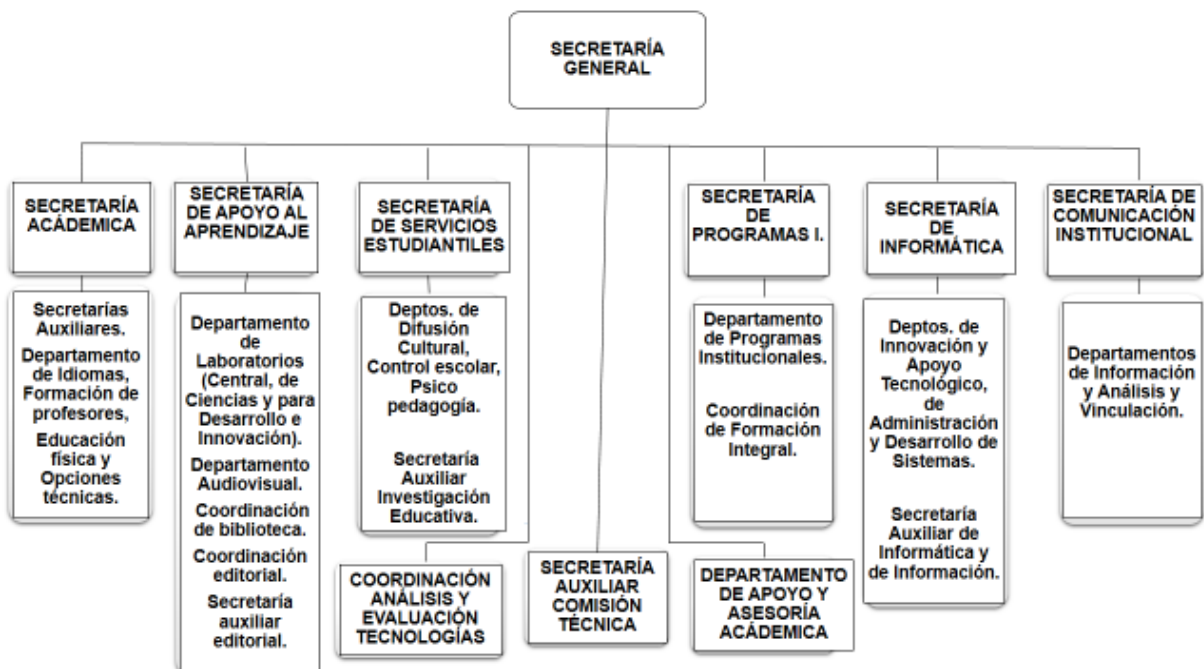 SECRETARÍA
GENERAL
SECRETARÍA
ACÁDEMICA
SECRETARÍA
DE APOYO AL
APRENDIZAJE
SECRETARÍA
DE SERVICIOS
ESTUDIANTILES
SECRETARÍA
DE
PROGRAMAS I.
SECRETARÍA
DE
INFORMÁTICA
SECRETARÍA DE
COMUNICACIÓN
INSTITUCIONAL
Secretarías
Auxiliares.
Departamento
de Idiomas,
Formación de
profesores,
Educación
física y
Opciones
técnicas.
Departamento
de
Laboratorios
(Central, de
Ciencias y para
Desarrollo e
Innovación).
Departamento
Audiovisual.
Coordinación
de biblioteca.
Coordinación
editorial.
Secretaría
auxiliar
editorial.
Deptos. de
Difusión
Cultural,
Control escolar,
Psico
pedagogía.
Secretaría
Auxiliar
Investigación
Educativa.
Departamento
de Programas
Institucionales.
Coordinación
de Formación
Integral.
Deptos. de
Innovación y
Apoyo
Tecnológico,
de
Administración
y Desarrollo de
Sistemas.
Secretaría
Auxiliar de
Informática y
de Información.
Departamentos
de Información
y Análisis y
Vinculación.
COORDINACIÓN
ANÁLISIS Y
EVALUACIÓN
TECNOLOGÍAS
SECRETARÍA
AUXILIAR
COMISIÓN
TÉCNICA
DEPARTAMENTO
DE APOYO Y
ASESORÍA
ACÁDEMICA